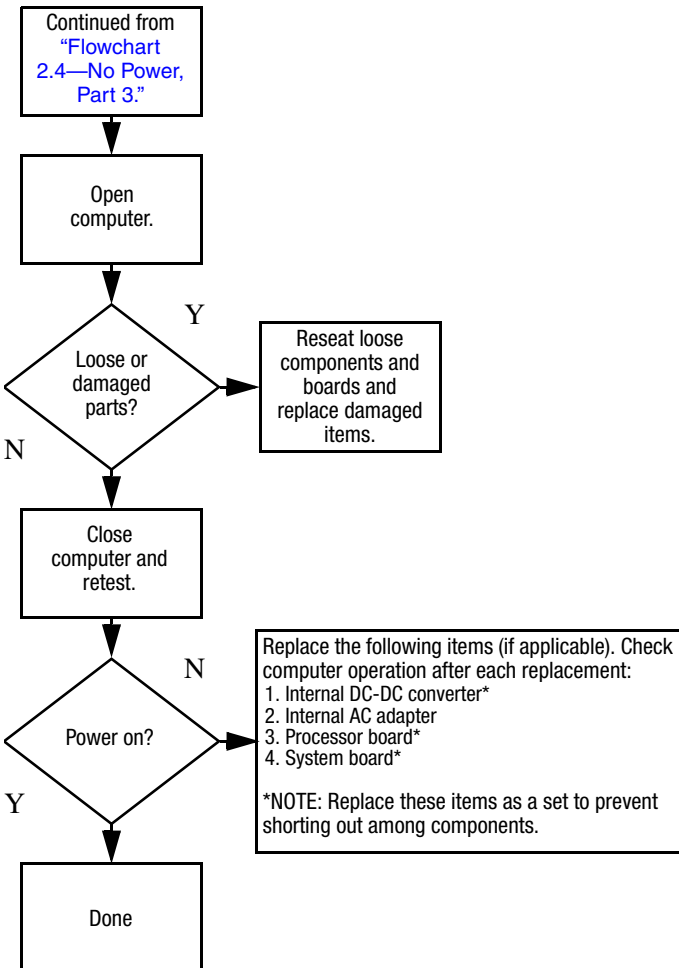 Continued from
“Flowchart
2.4—No Power,
Part 3.”
Open
computer.
Y
Loose or
damaged
parts?
Reseat loose
components and
boards and
replace damaged
items.
N
Close
computer and
retest.
N
Power on?
Replace the following items (if applicable). Check
computer operation after each replacement:
1. Internal DC-DC converter*
2. Internal AC adapter
3. Processor board*
4. System board*
*NOTE: Replace these items as a set to prevent
shorting out among components.
Y
Done